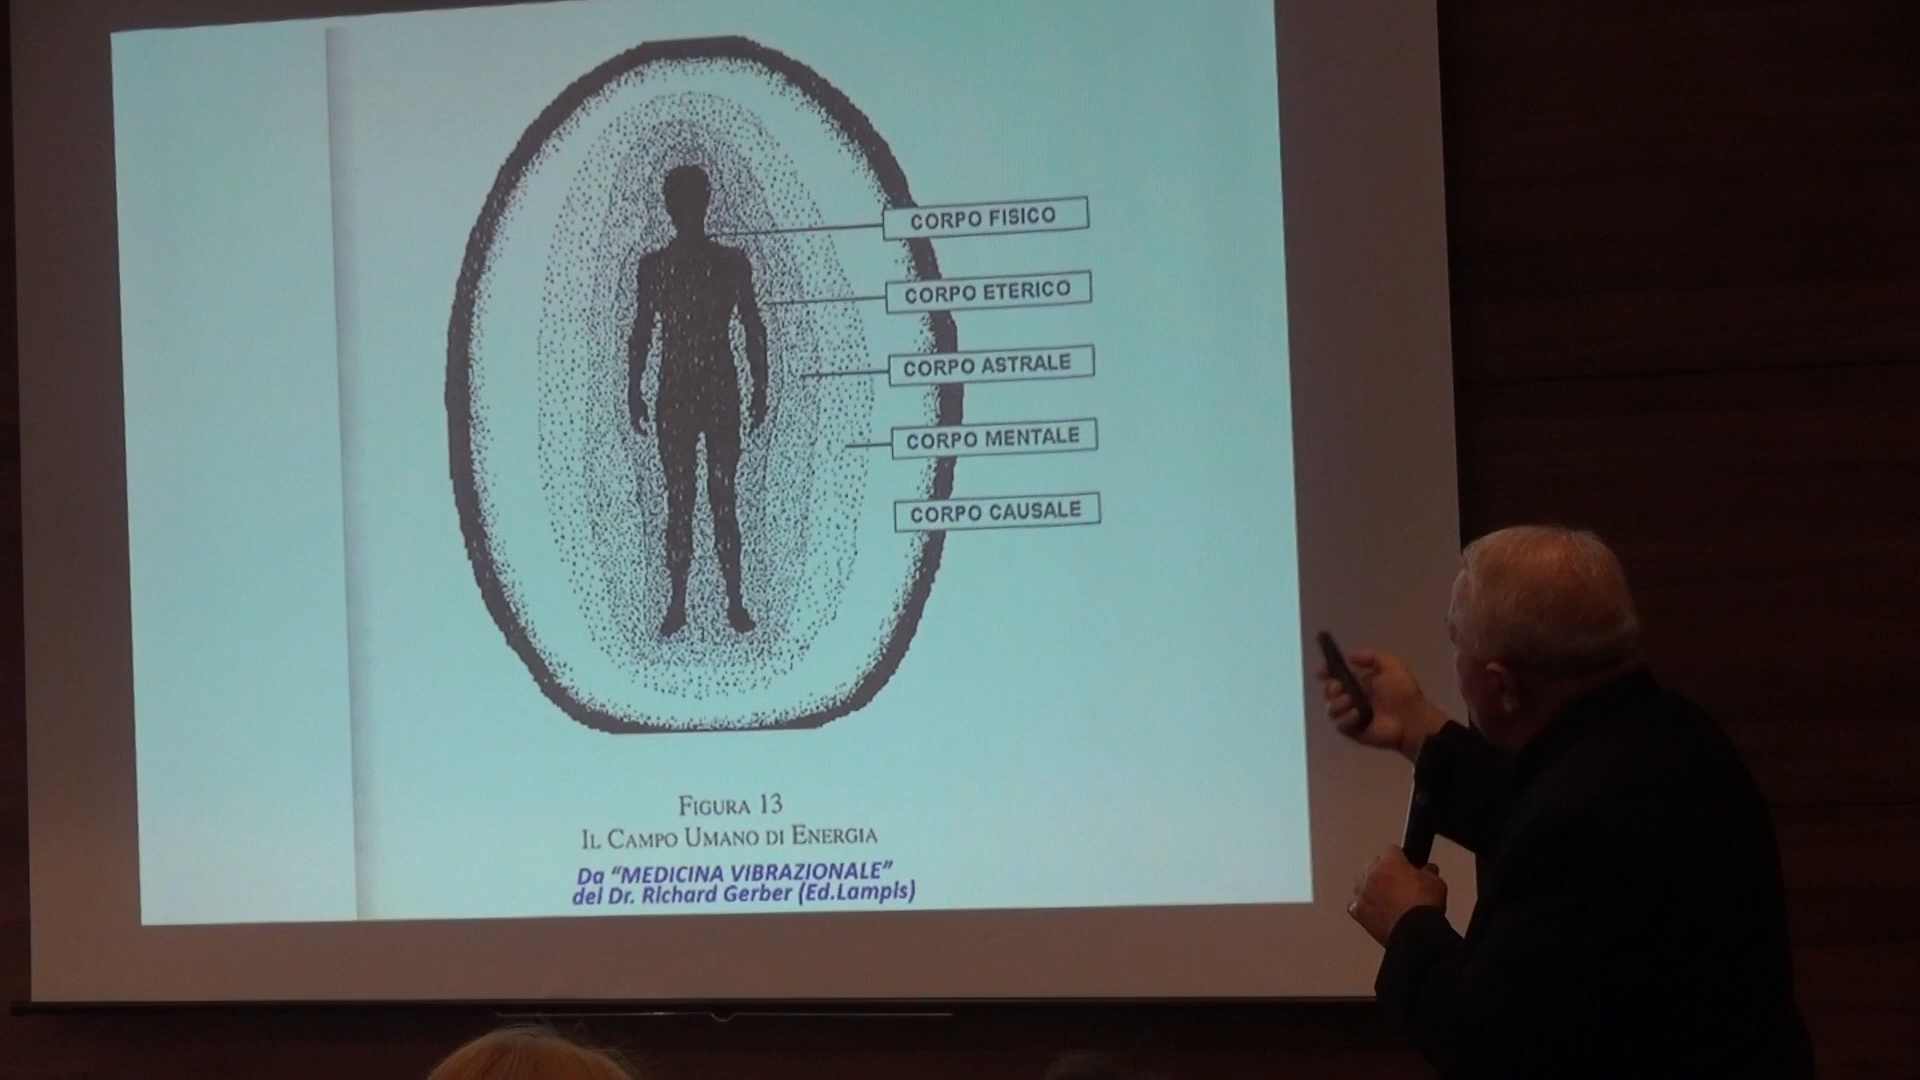 CORPO FISICO
CORPO ETERICO
CORPO ASTRALE
CORPO MENTALE
CORPO CAUSALE
FIGURA 13
IL CAMPO UMANO DI ENERGIA
Da “MEDICINA VIBRAZIONALE”
del Dr. Richard Gerber (Ed.Lampis)